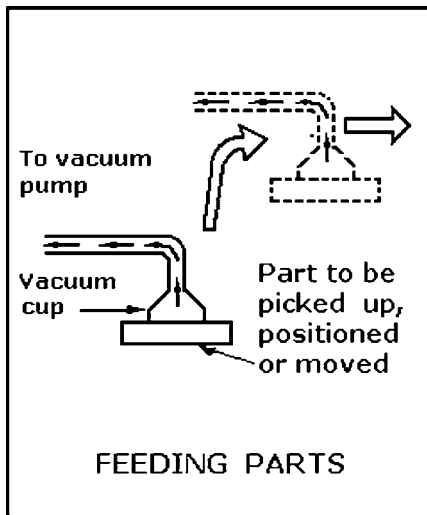 To vacuum
pump
Vacuum
cup
Part to be
picked up,
positioned
or moved
FEEDING PARTS